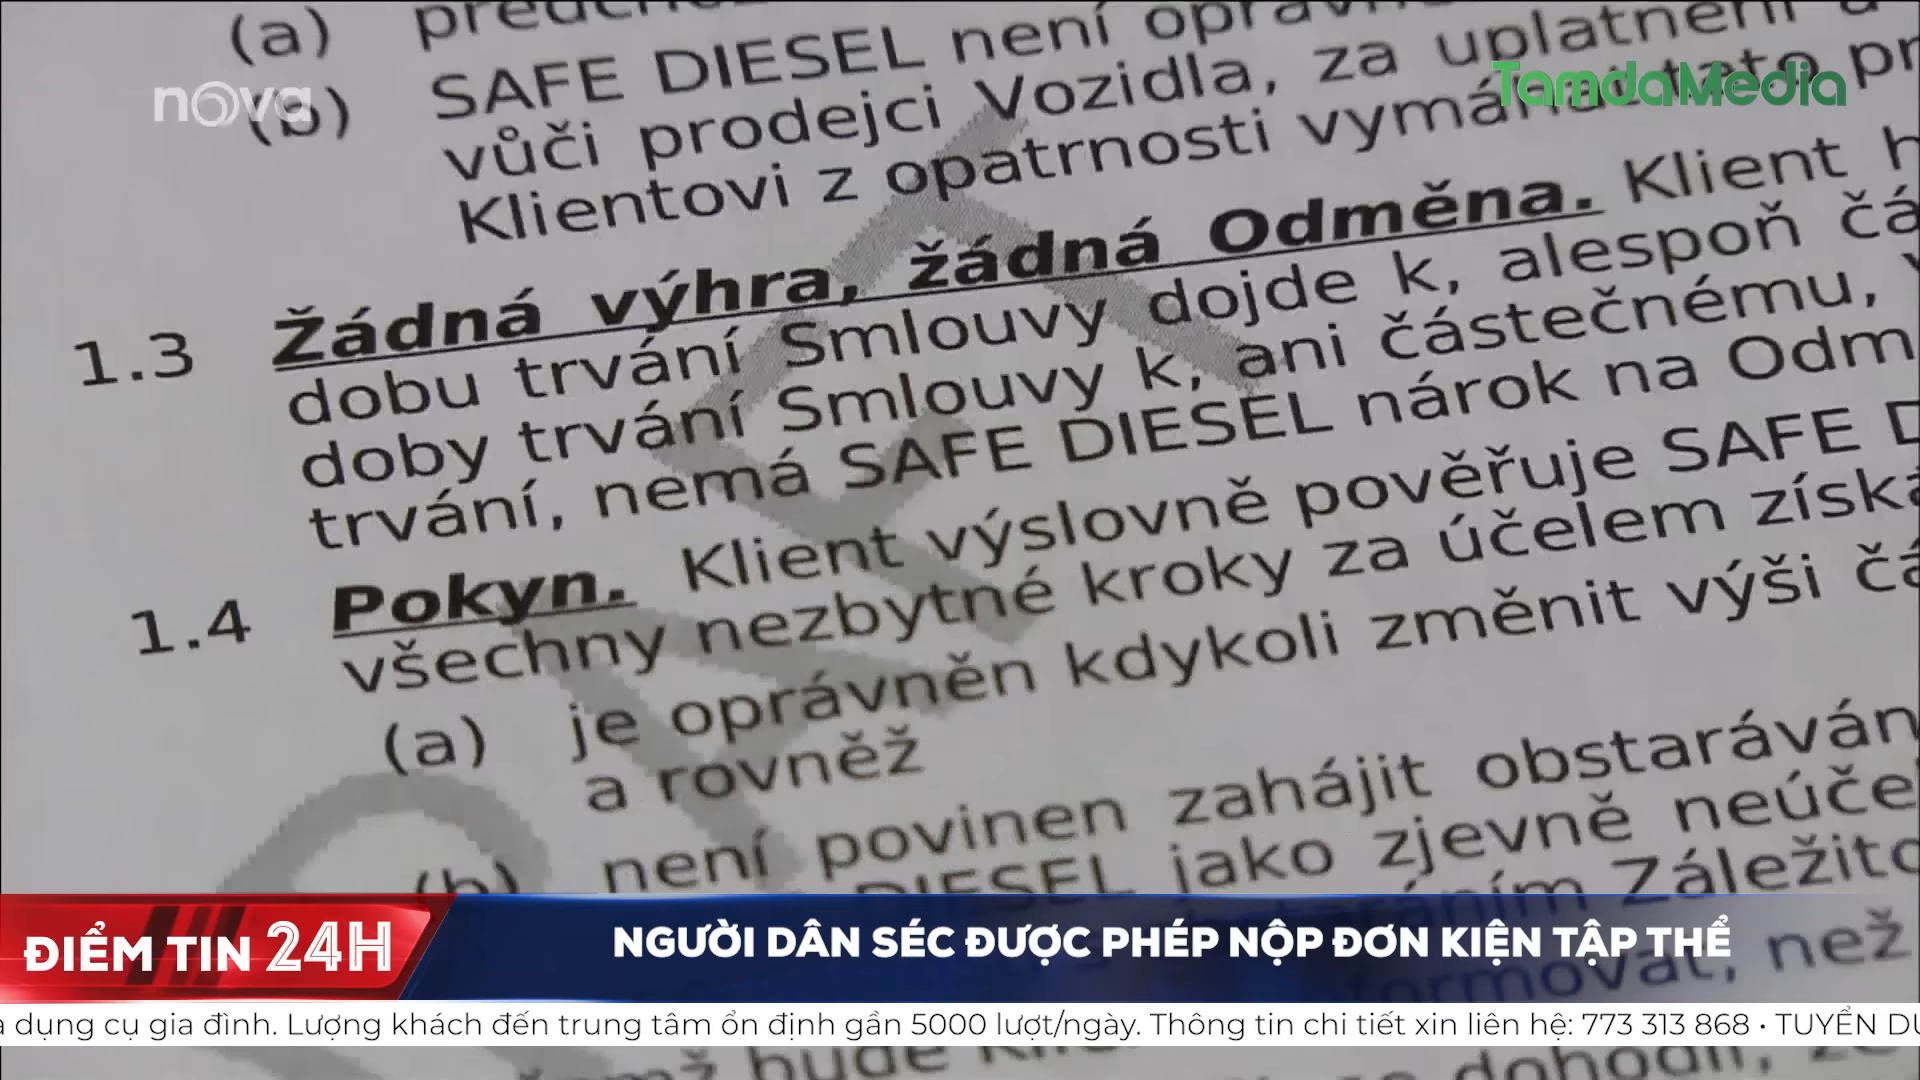 (a)
nova
TamdaMedia
(b) SAFE DIESEL není
vůči prodejci Vozidla, za uplatnění
Klientovi z opatrnosti
1.3 Žádná výhra, žádná Odměna. Klient
dobu trvání Smlouvy dojde k, alespoň
doby trvání Smlouvy k, ani částečnému,
trvání, nemá SAFE DIESEL nárok na
1.4 Pokyn. Klient výslovně pověřuje SAFE
všechny nezbytné kroky za účelem
(a) je oprávněn kdykoli změnit výši
a rovněž
(b) není povinen zahájit
DIESEL jako zjevně
ĐIỂM TIN 24H
NGƯỜI DÂN SÉC ĐƯỢC PHÉP NỘP ĐƠN KIỆN TẬP THỂ
než
dụng cụ gia đình. Lượng khách đến trung tâm ổn định gần 5000 lượt/ngày. Thông tin chi tiết xin liên hệ: 773 313 868 • TUYỂN
bude